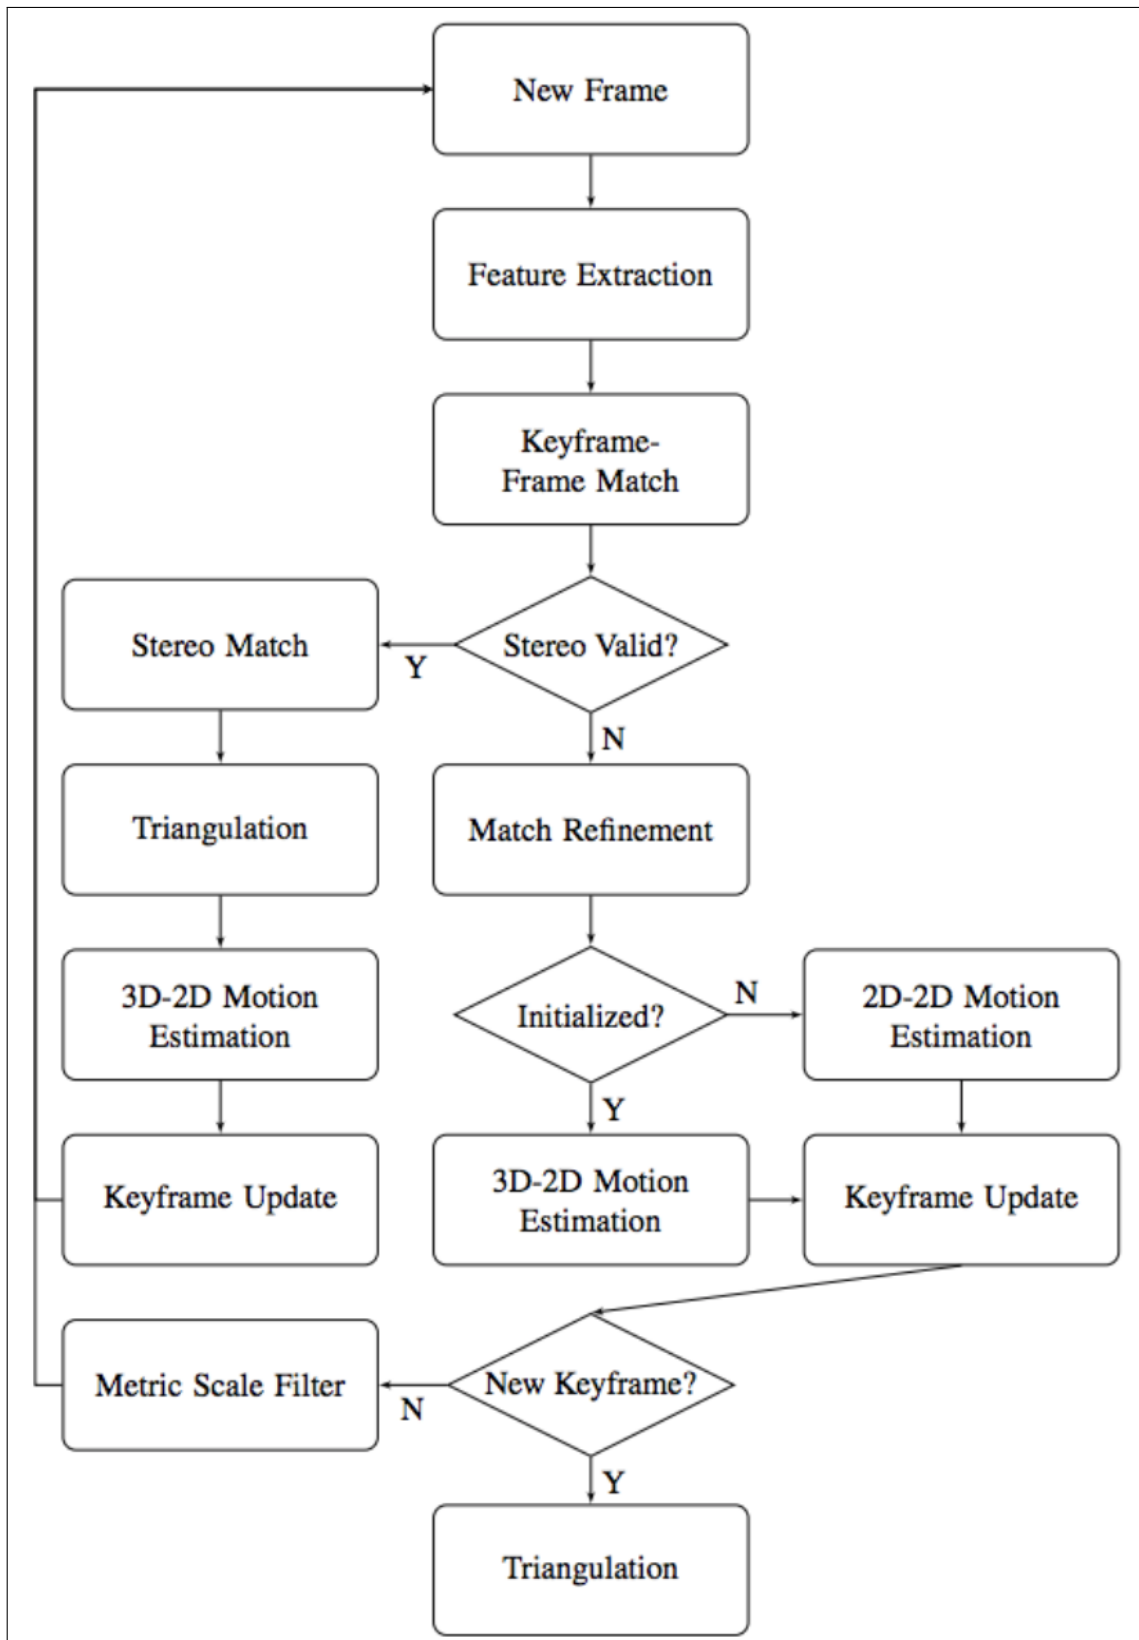 New Frame
Feature Extraction
Keyframe-
Frame Match
Stereo Match
Y
Stereo Valid?
N
Triangulation
Match Refinement
3D-2D Motion
Estimation
Initialized?
N
2D-2D Motion
Estimation
Y
Keyframe Update
3D-2D Motion
Estimation
Keyframe Update
Metric Scale Filter
N
New Keyframe?
Y
Triangulation